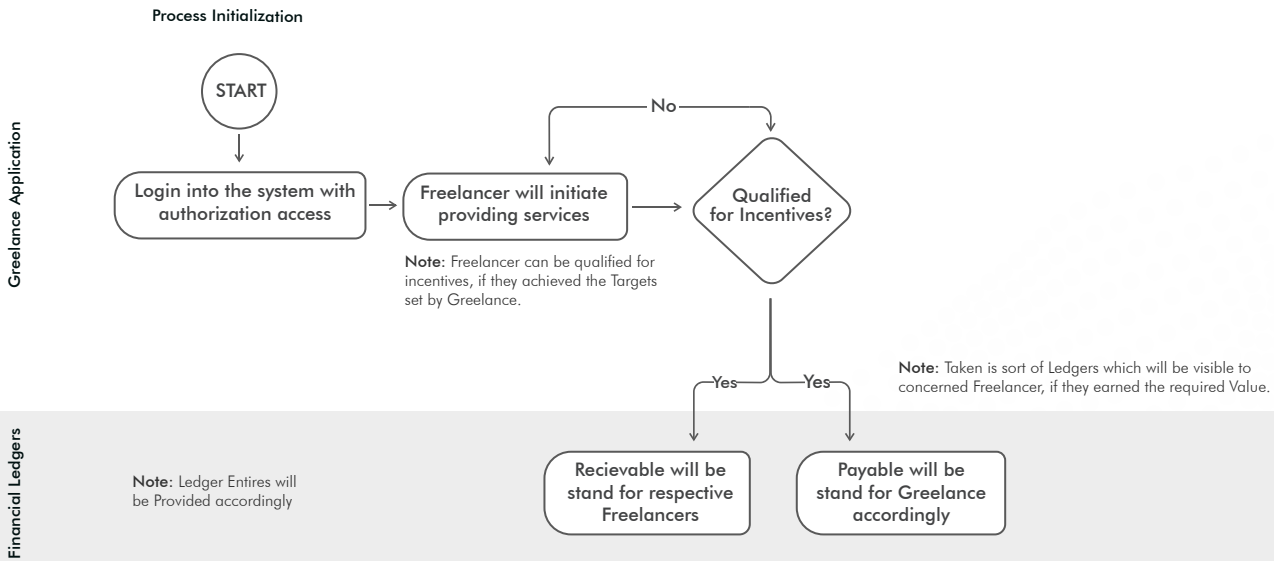 Process Initialization
START
Greelance Application
Login into the system with
authorization access
Freelancer will initiate
providing services
No
Qualified
for Incentives?
Note: Freelancer can be qualified for
incentives, if they achieved the Targets
set by Greelance.
Yes
Yes
Note: Taken is sort of Ledgers which will be visible to
concerned Freelancer, if they earned the required Value.
Financial Ledgers
Note: Ledger Entires will
be Provided accordingly
Recievable will be
stand for respective
Freelancers
Payable will be
stand for Greelance
accordingly